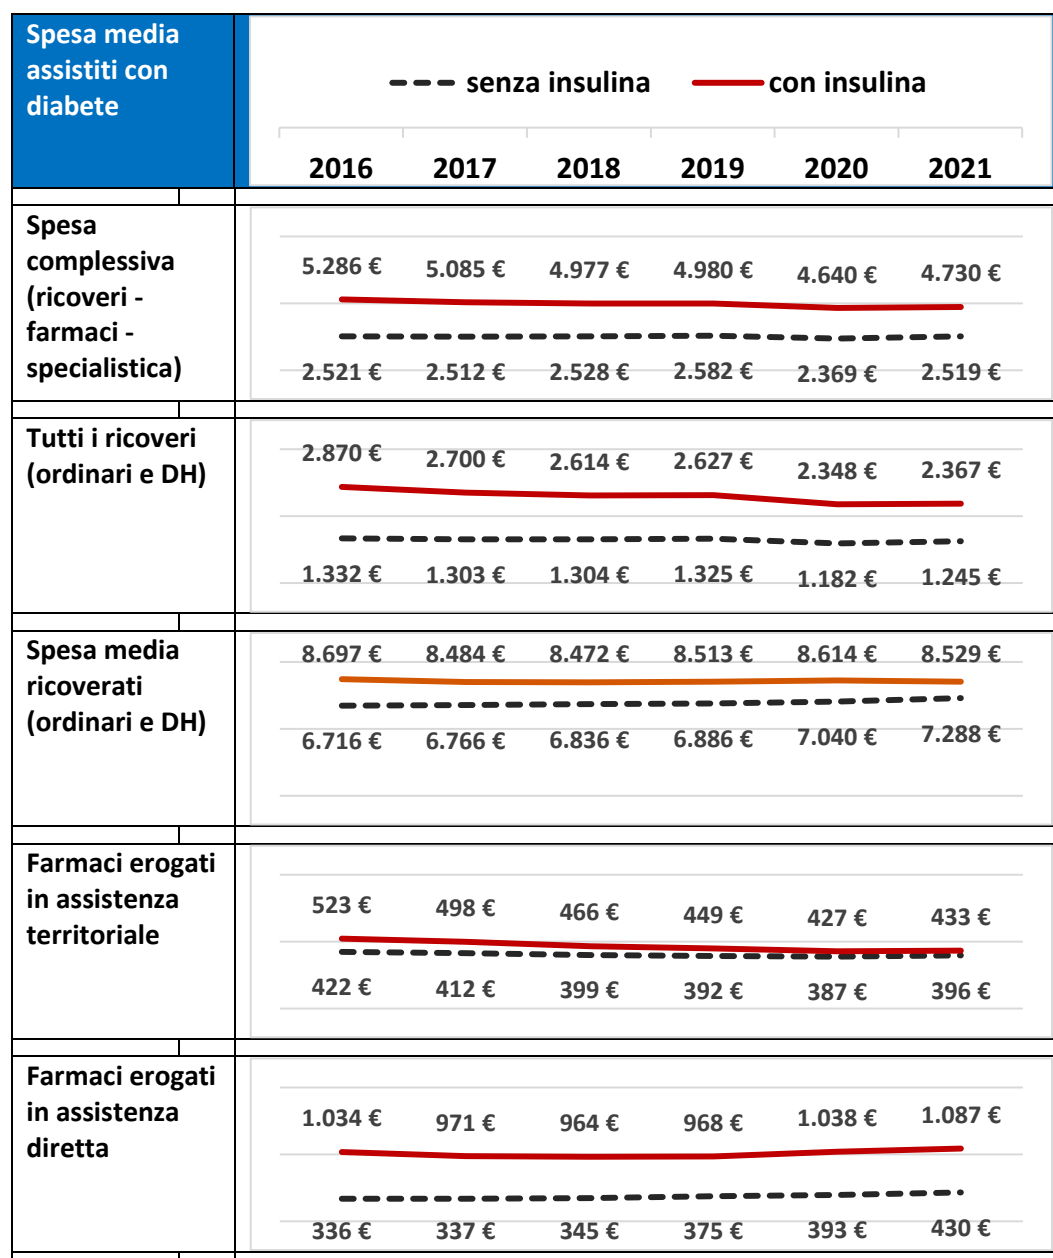 Spesa media
assistiti con
diabete
senza insulina con insulina
2016 2017 2018 2019 2020 2021
Spesa
complessiva
(ricoveri -
farmaci -
specialistica)
5.286 € 5.085 € 4.977 € 4.980 € 4.640 € 4.730 €
2.521 € 2.512 € 2.528 € 2.582 € 2.369 € 2.519 €
Tutti i ricoveri
(ordinari e DH)
2.870 € 2.700 € 2.614 € 2.627 € 2.348 € 2.367 €
1.332 € 1.303 € 1.304 € 1.325 € 1.182 € 1.245 €
Spesa media
ricoverati
(ordinari e DH)
8.697 € 8.484 € 8.472 € 8.513 € 8.614 € 8.529 €
6.716 € 6.766 € 6.836 € 6.886 € 7.040 € 7.288 €
Farmaci erogati
in assistenza
territoriale
523 € 498 € 466 € 449 € 427 € 433 €
422 € 412 € 399 € 392 € 387 € 396 €
Farmaci erogati
in assistenza
diretta
1.034 € 971 € 964 € 968 € 1.038 € 1.087 €
336 € 337 € 345 € 375 € 393 € 430 €